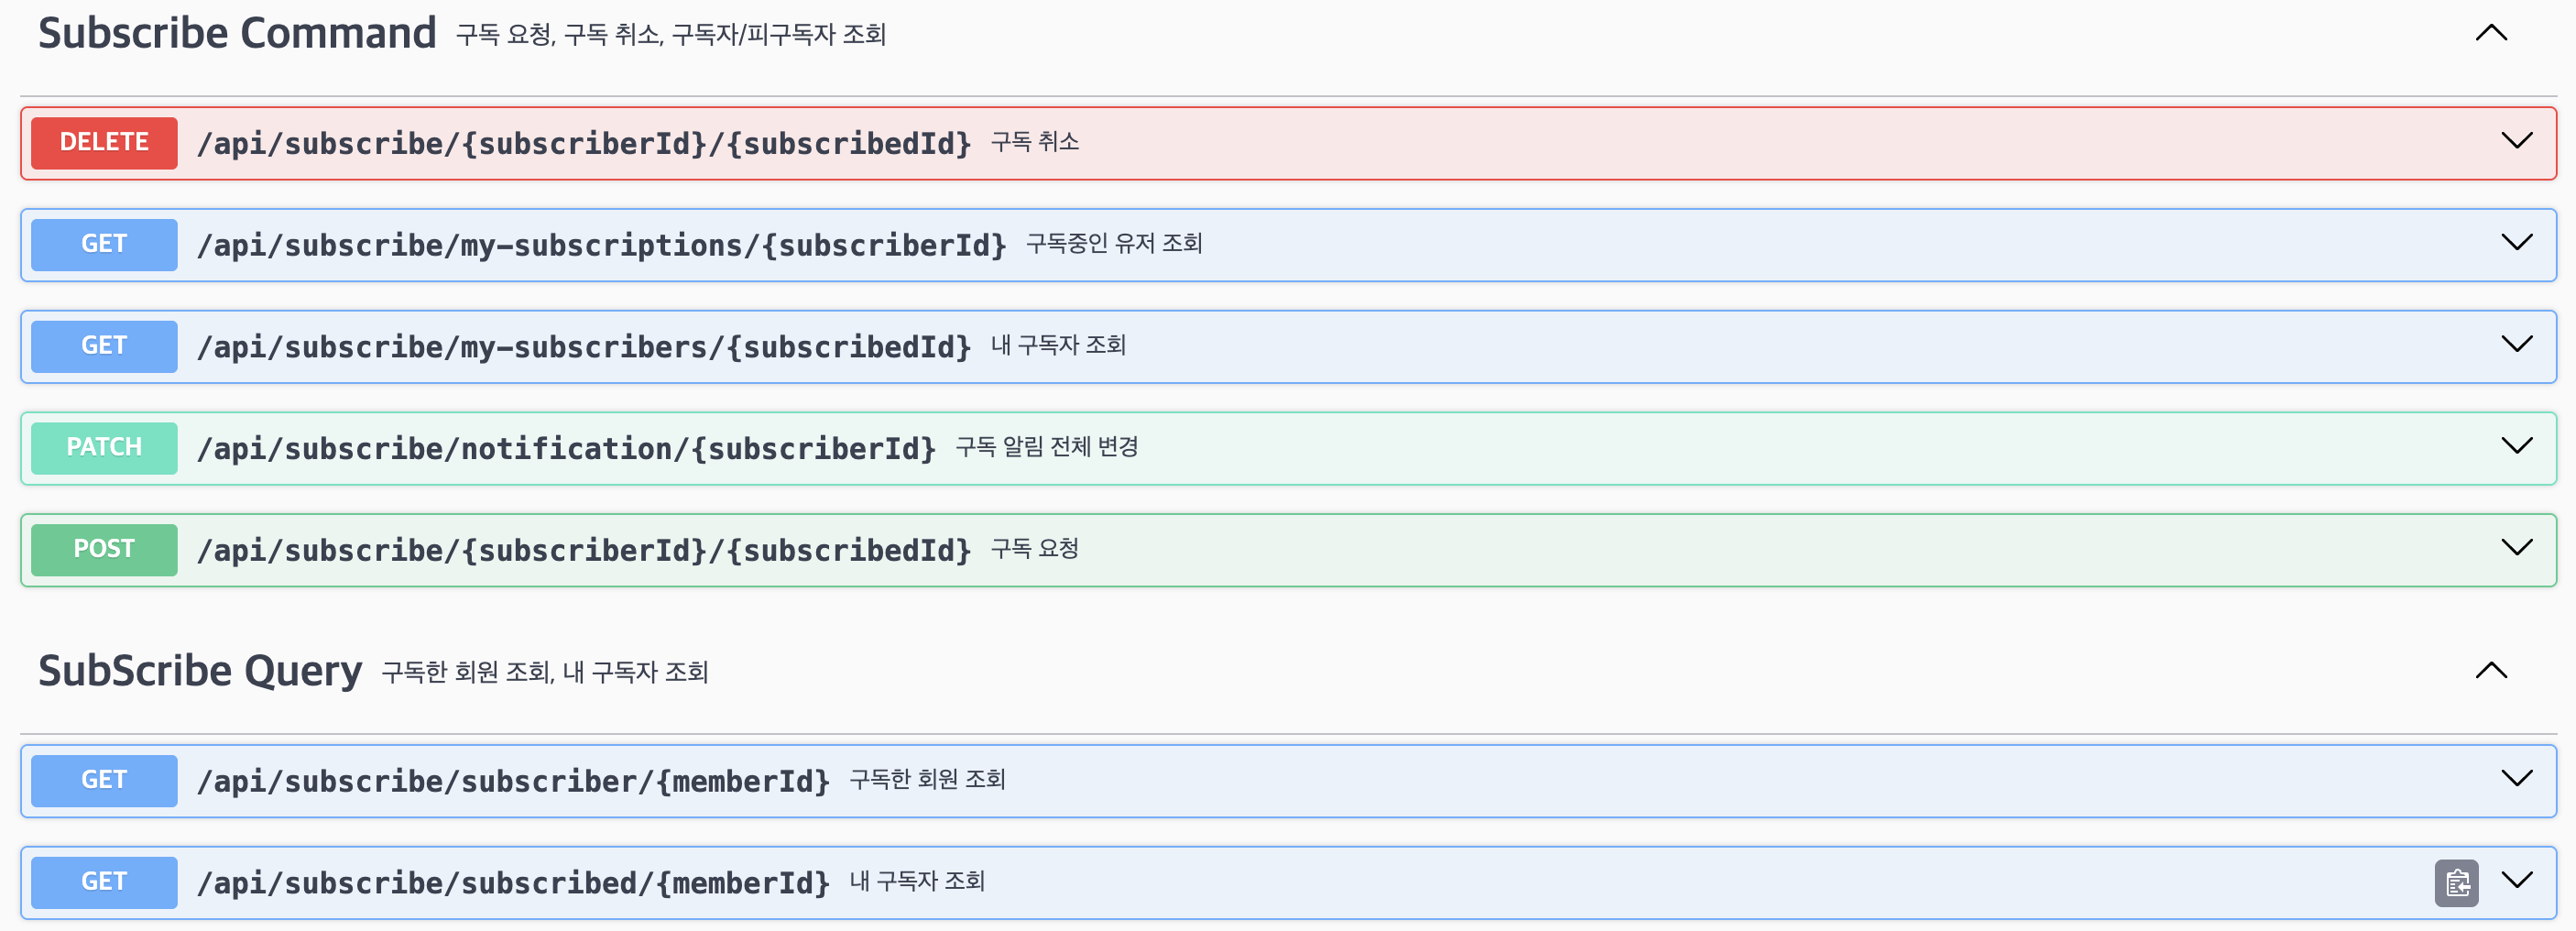 Subscribe Command 구독 요청, 구독 취소, 구독자/피구독자 조회
DELETE /api/subscribe/{subscriberId}/{subscribedId} 구독 취소
GET /api/subscribe/my-subscriptions/{subscriberId} 구독중인 유저 조회
GET /api/subscribe/my-subscribers/{subscribedId} 내 구독자 조회
PATCH /api/subscribe/notification/{subscriberId} 구독 알림 전체 변경
POST /api/subscribe/{subscriberId}/{subscribedId} 구독 요청
SubScribe Query 구독한 회원 조회, 내 구독자 조회
GET /api/subscribe/subscriber/{memberId} 구독한 회원 조회
GET /api/subscribe/subscribed/{memberId} 내 구독자 조회